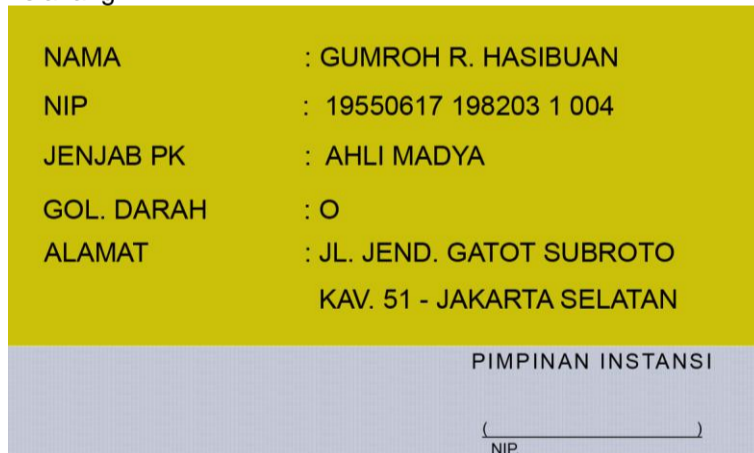 NAMA : GUMROH R. HASIBUAN
NIP : 19550617 198203 1 004
JENJAB PK : AHLI MADYA
GOL. DARAH : O
ALAMAT : JL. JEND. GATOT SUBROTO
KAV. 51 - JAKARTA SELATAN
PIMPINAN INSTANSI
( )
NIP